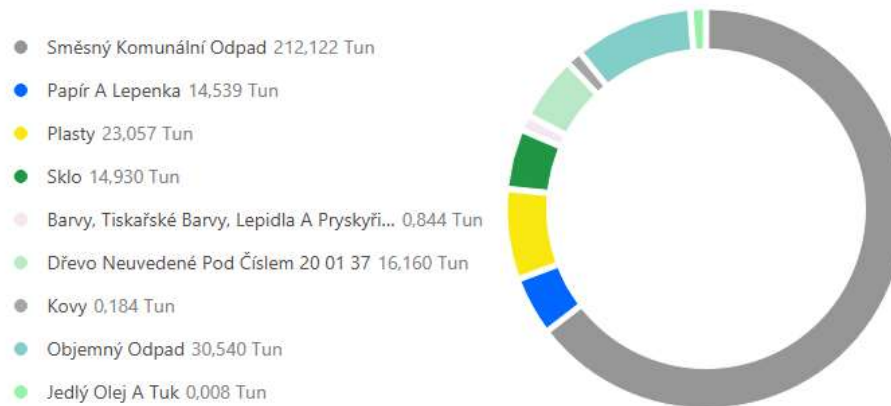 Směsný Komunální Odpad 212,122 Tun
Papír A Lepenka 14,539 Tun
Plasty 23,057 Tun
Sklo 14,930 Tun
Barvy, Tiskařské Barvy, Lepidla A Pryskyři... 0,844 Tun
Dřevo Neuvedené Pod Číslem 20 01 37 16,160 Tun
Kovy 0,184 Tun
Objemný Odpad 30,540 Tun
Jedlý Olej A Tuk 0,008 Tun